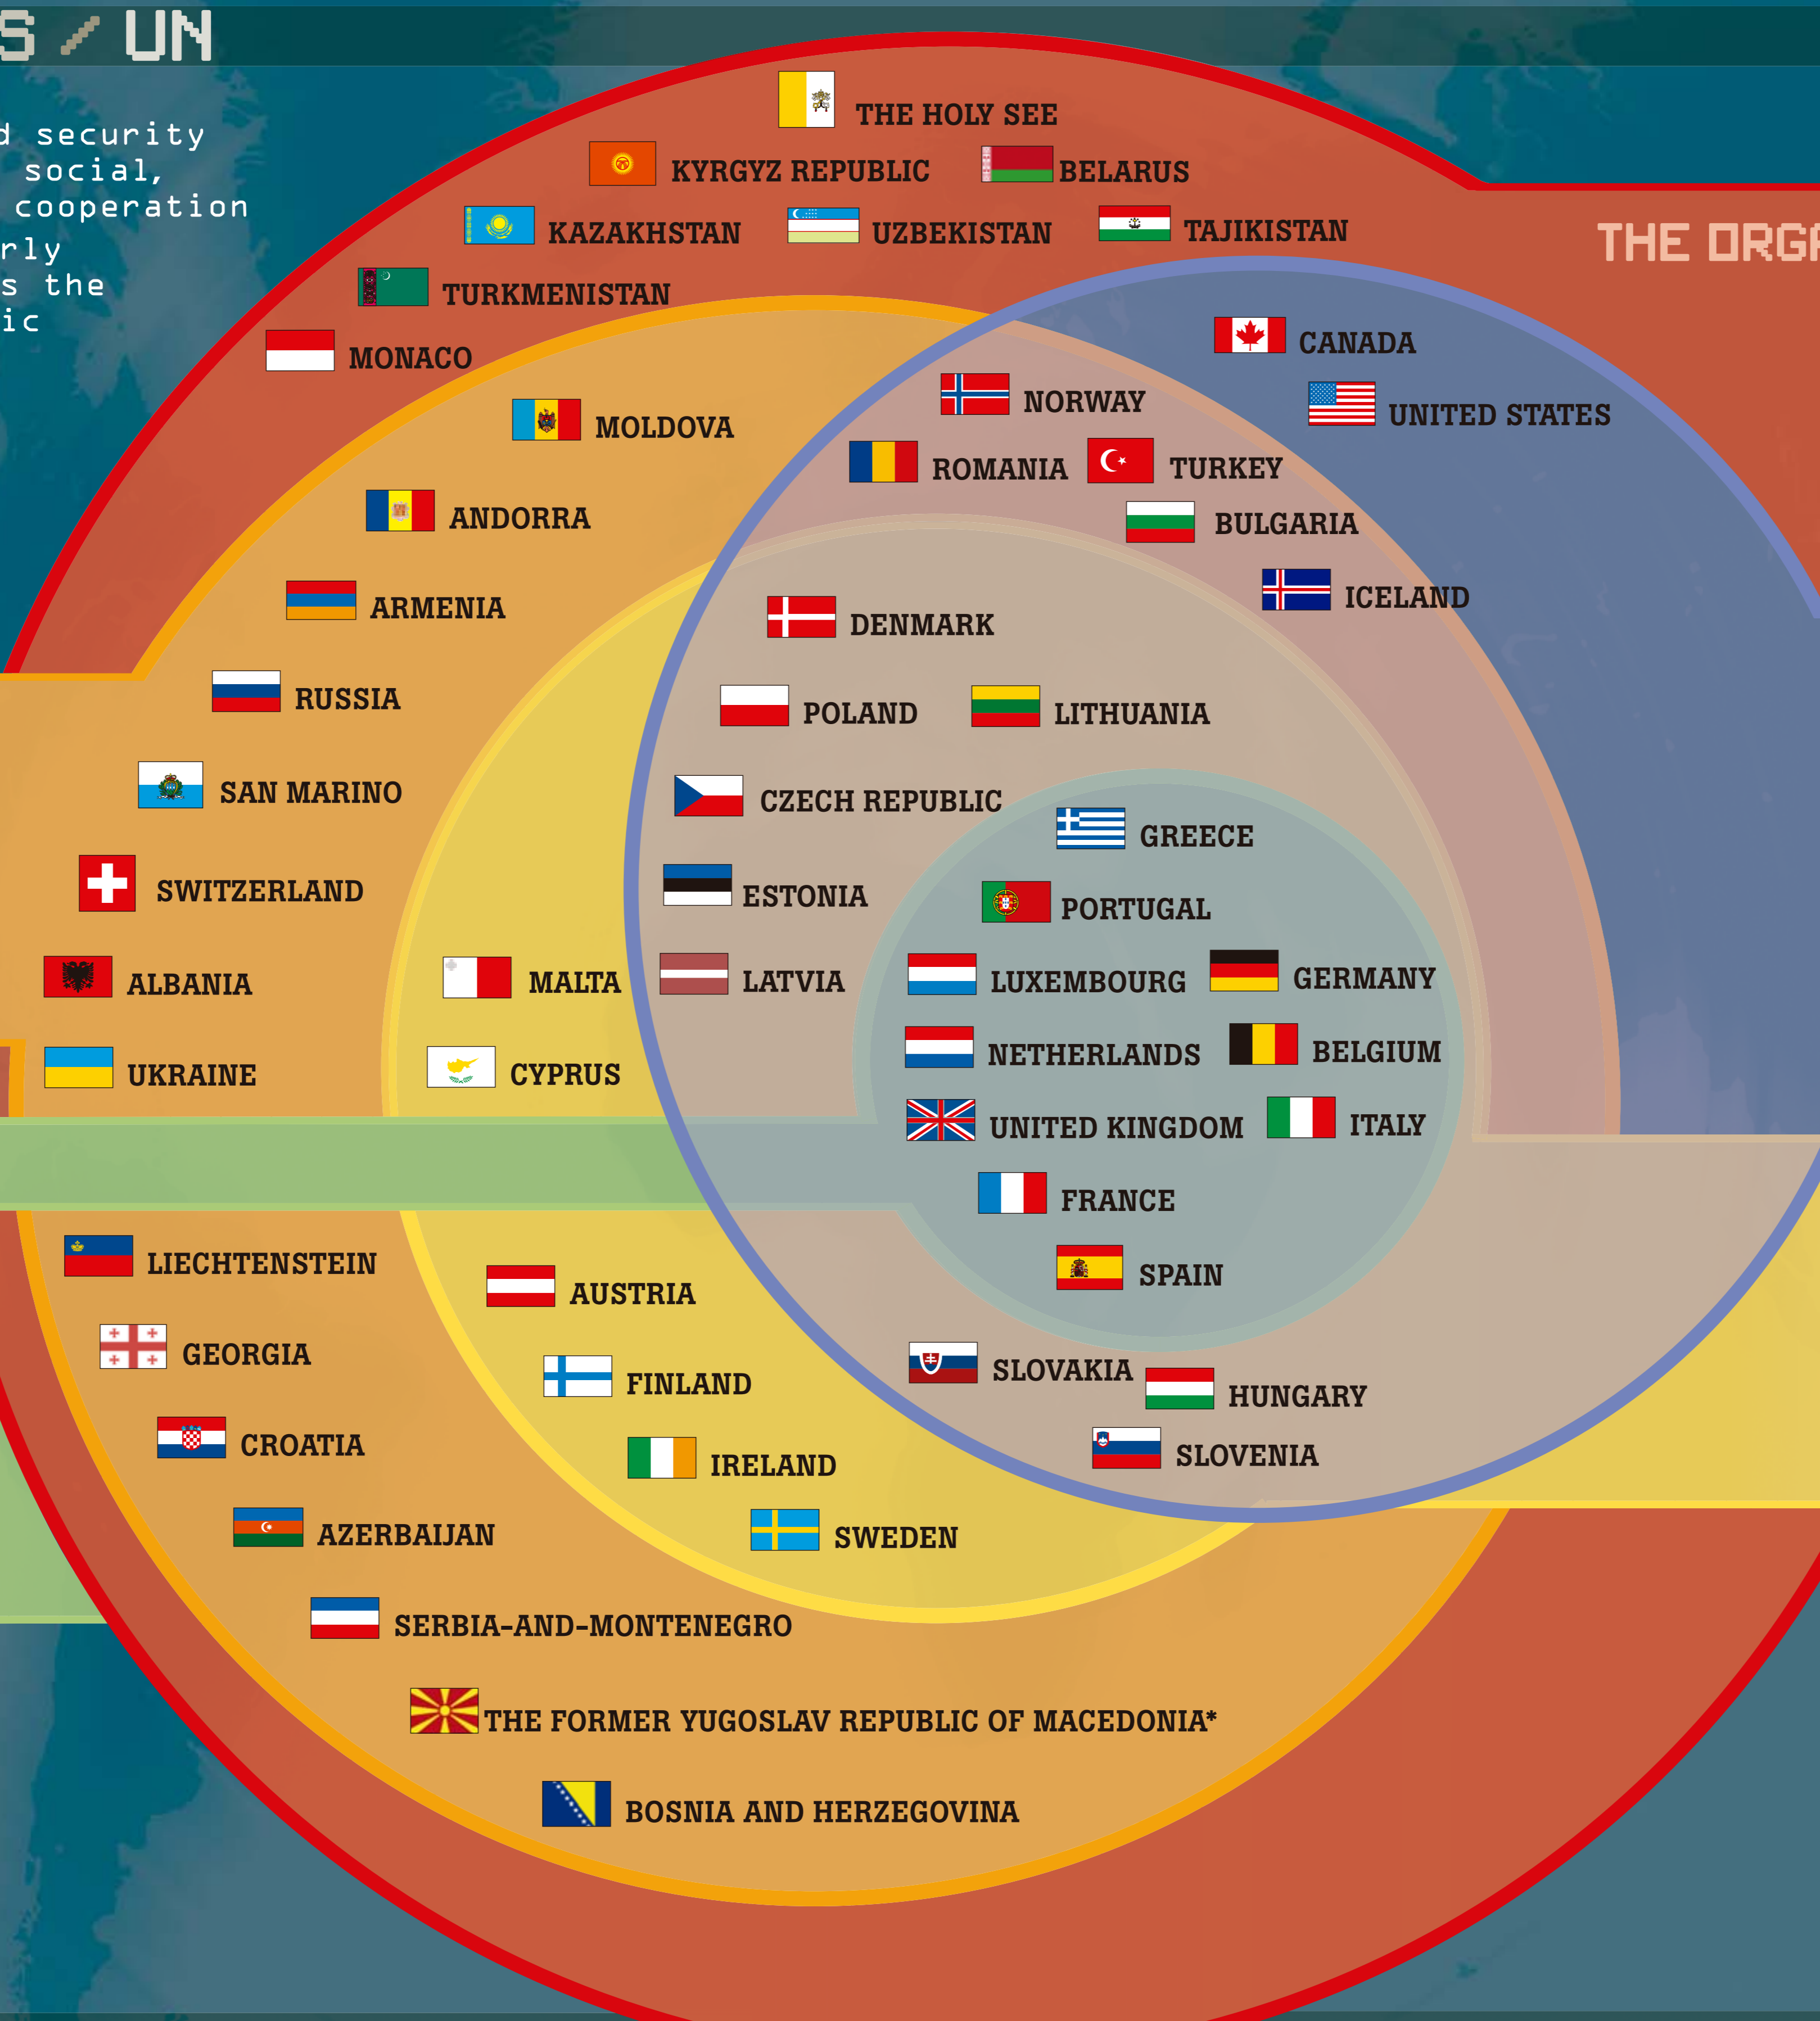 S / UN
d security
social,
cooperation
rly
s the
ic
THE HOLY SEE
KYRGYZ REPUBLIC
BELARUS
KAZAKHSTAN
UZBEKISTAN
TAJIKISTAN
THE ORGA
TURKMENISTAN
MONACO
CANADA
NORWAY
UNITED STATES
MOLDOVA
ROMANIA
TURKEY
ANDORRA
BULGARIA
ICELAND
ARMENIA
DENMARK
RUSSIA
POLAND
LITHUANIA
SAN MARINO
CZECH REPUBLIC
GREECE
SWITZERLAND
ESTONIA
PORTUGAL
ALBANIA
MALTA
LATVIA
LUXEMBOURG
GERMANY
UKRAINE
CYPRUS
NETHERLANDS
BELGIUM
UNITED KINGDOM
ITALY
FRANCE
LIECHTENSTEIN
AUSTRIA
SPAIN
GEORGIA
FINLAND
SLOVAKIA
HUNGARY
CROATIA
IRELAND
SLOVENIA
AZERBAIJAN
SWEDEN
SERBIA-AND-MONTENEGRO
THE FORMER YUGOSLAV REPUBLIC OF MACEDONIA*
BOSNIA AND HERZEGOVINA